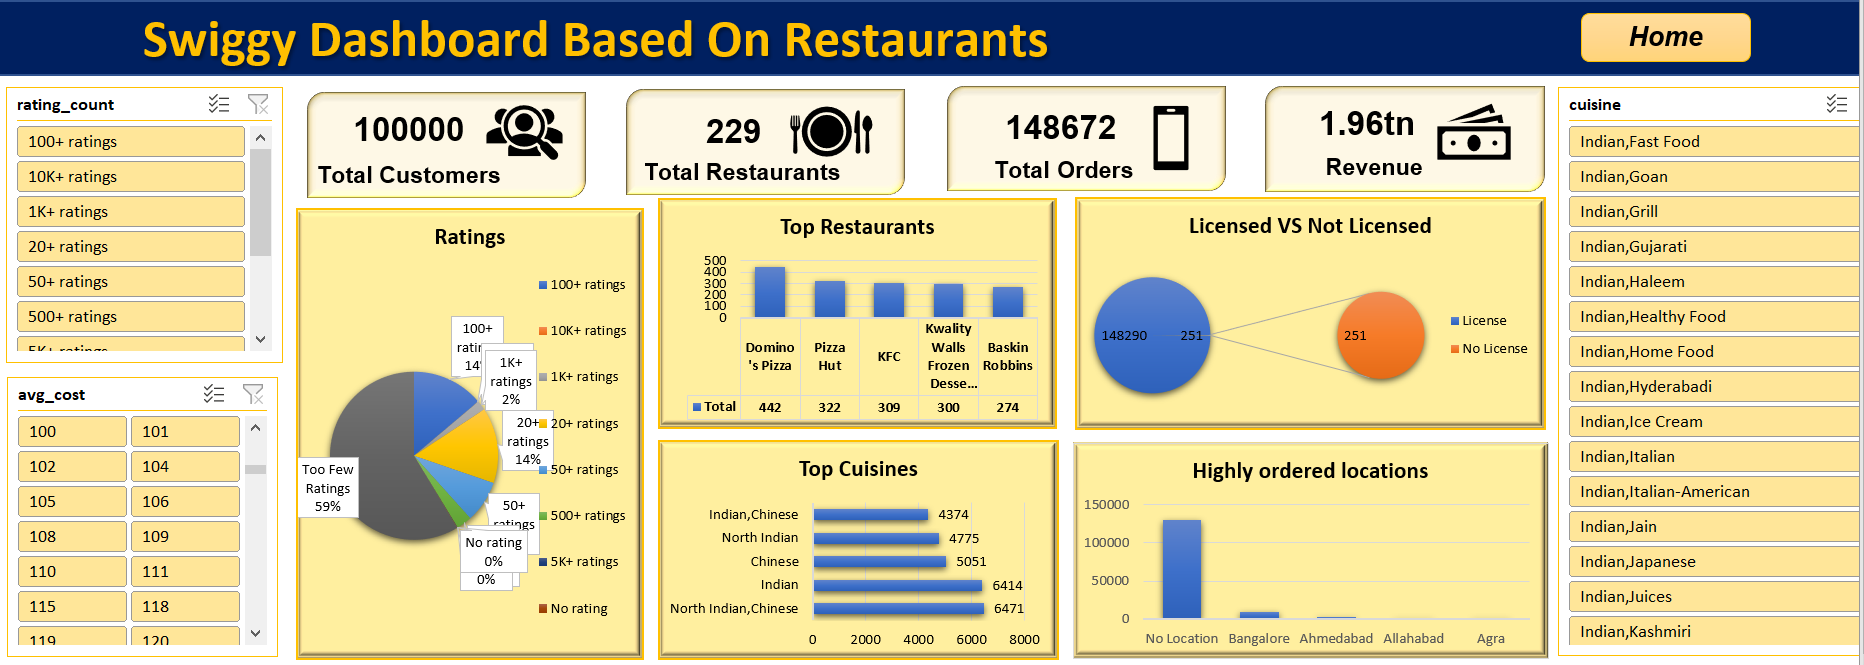 Swiggy Dashboard Based On Restaurants
Home
rating_count
100+ ratings
10K+ ratings
1K+ ratings
20+ ratings
50+ ratings
500+ ratings
5K+ ratings
avg_cost
100
101
102
104
105
106
108
109
110
111
115
118
119
120
100000
Total Customers
229
Total Restaurants
148672
Total Orders
1.96tn
Revenue
Ratings
100+ ratings
10K+ ratings
1K+ ratings
20+ ratings
50+ ratings
500+ ratings
5K+ ratings
No rating
100+
1K+
ratings
2%
20+
ratings
14%
50+
ratings
No rating
0%
0%
Too Few
Ratings
59%
Top Restaurants
500
400
300
200
100
0
Domino
's Pizza
Pizza
Hut
KFC
Kwality
Walls
Frozen
Desse...
Baskin
Robbins
Total
442
322
309
300
274
Top Cuisines
Indian,Chinese
4374
North Indian
4775
Chinese
5051
Indian
6414
North Indian,Chinese
6471
0
2000
4000
6000
8000
Licensed VS Not Licensed
148290
251
251
License
No License
Highly ordered locations
150000
100000
50000
0
No Location
Bangalore
Ahmedabad
Allahabad
Agra
cuisine
Indian,Fast Food
Indian,Goan
Indian,Grill
Indian,Gujarati
Indian,Haleem
Indian,Healthy Food
Indian,Home Food
Indian,Hyderabadi
Indian,Ice Cream
Indian,Italian
Indian,Italian-American
Indian,Jain
Indian,Japanese
Indian,Juices
Indian,Kashmiri